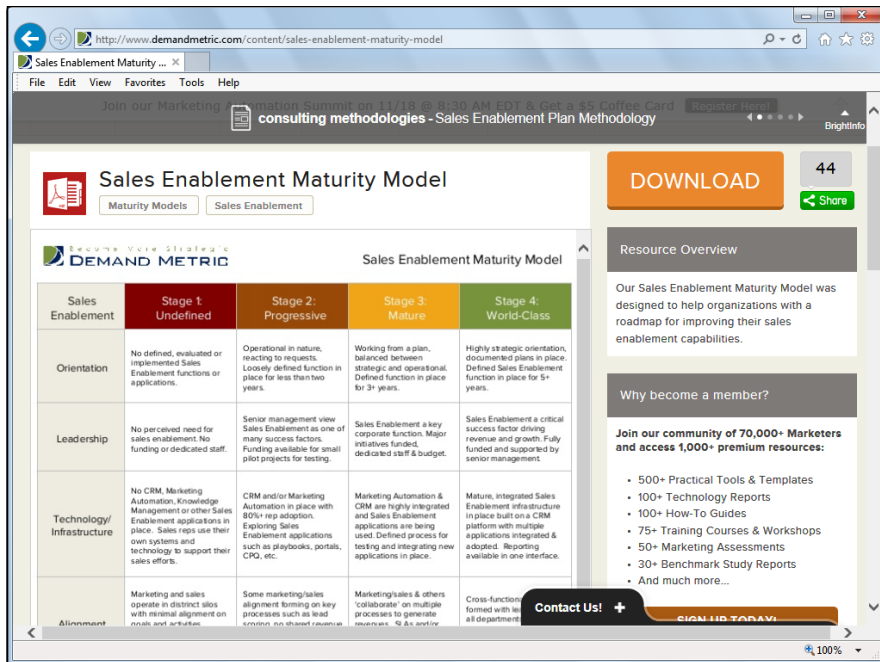 http://www.demandmetric.com/content/sales-enablement-maturity-model
Sales Enablement Maturity ...
File Edit View Favorites Tools Help
Join our Marketing Automation Summit on 11/18 @ 8:30 AM EDT & Get a $5 Coffee Card Register Here!
consulting methodologies - Sales Enablement Plan Methodology
BrightInfo
Sales Enablement Maturity Model
Maturity Models Sales Enablement
DOWNLOAD
44
Share
Become More Strategic
DEMAND METRIC
Sales Enablement Maturity Model
Sales
Enablement
Stage 1:
Undefined
Stage 2:
Progressive
Stage 3:
Mature
Stage 4:
World-Class
Orientation
No defined, evaluated or
implemented Sales
Enablement functions or
applications.
Operational in nature,
reacting to requests.
Loosely defined function in
place for less than two
years.
Working from a plan,
balanced between
strategic and operational.
Defined function in place
for 3+ years.
Highly strategic orientation,
documented plans in place.
Defined Sales Enablement
function in place for 5+
years.
Leadership
No perceived need for
sales enablement. No
funding or dedicated staff.
Senior management view
Sales Enablement as one of
many success factors.
Funding available for small
pilot projects for testing.
Sales Enablement a key
corporate function. Major
initiatives funded,
dedicated staff & budget.
Sales Enablement a critical
success factor driving
revenue and growth. Fully
funded and supported by
senior management.
Technology/
Infrastructure
No CRM, Marketing
Automation, Knowledge
Management or other Sales
Enablement applications in
place. Sales reps use their
own systems and
technology to support their
sales efforts.
CRM and/or Marketing
Automation in place with
80%+ rep adoption.
Exploring Sales
Enablement applications
such as playbooks, portals,
CPQ, etc.
Marketing Automation &
CRM are highly integrated
and Sales Enablement
applications are being
used. Defined process for
testing and integrating new
applications in place.
Mature, integrated Sales
Enablement infrastructure
in place built on a CRM
platform with multiple
applications integrated &
adopted. Reporting
available in one interface.
Alignment
Marketing and sales
operate in distinct silos
with minimal alignment on
goals and activities
Some marketing/sales
alignment forming on key
processes such as lead
scoring, no shared revenue
Marketing/sales & others
'collaborate' on multiple
processes to generate
revenues. SLAs and/or
Cross-function
formed with
all department
Resource Overview
Our Sales Enablement Maturity Model was
designed to help organizations with a
roadmap for improving their sales
enablement capabilities.
Why become a member?
Join our community of 70,000+ Marketers
and access 1,000+ premium resources:
• 500+ Practical Tools & Templates
• 100+ Technology Reports
• 100+ How-To Guides
• 75+ Training Courses & Workshops
• 50+ Marketing Assessments
• 30+ Benchmark Study Reports
• And much more...
SIGN UP TODAY!
Contact Us! +
100%